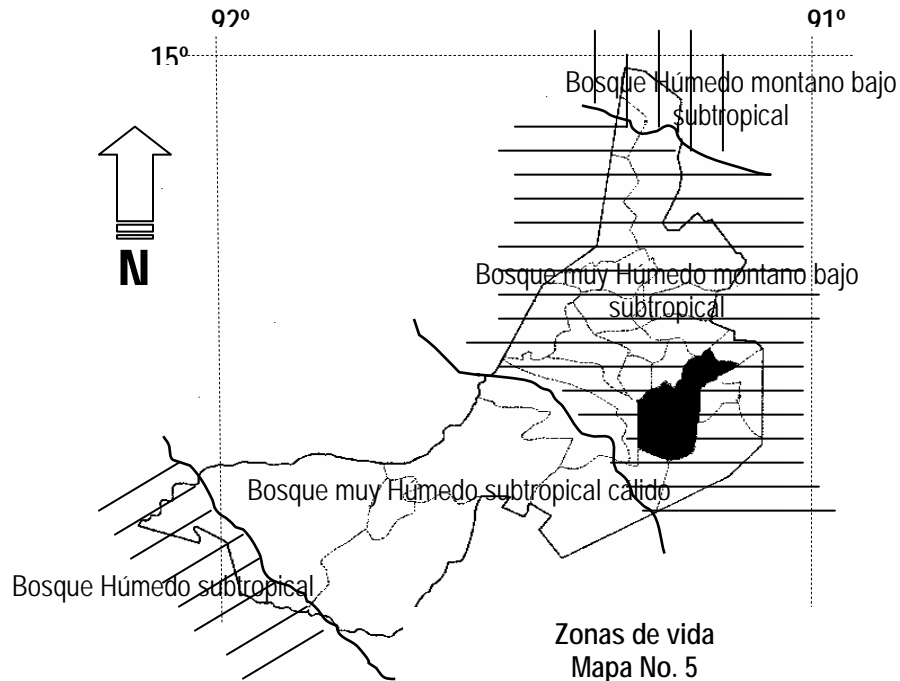 92º
91º
15º
Bosque Húmedo montano bajo
subtropical
N
Bosque muy Húmedo montano bajo
subtropical
Bosque muy Húmedo subtropical calido
Bosque Húmedo subtropical
Zonas de vida
Mapa No. 5